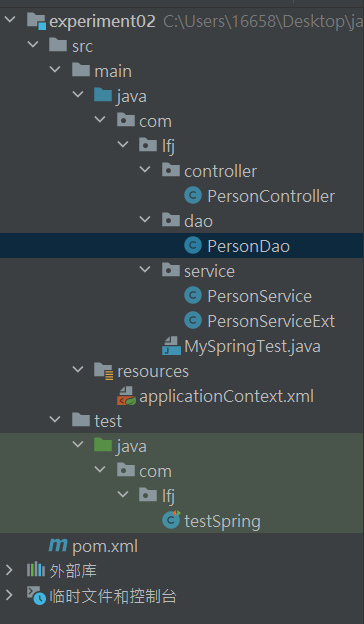 experiment02 C:\Users\16658\Desktop\ja
src
main
java
com
lfj
controller
PersonController
dao
PersonDao
service
PersonService
PersonServiceExt
MySpringTest.java
resources
applicationContext.xml
test
java
com
lfj
testSpring
pom.xml
外部库
临时文件和控制台